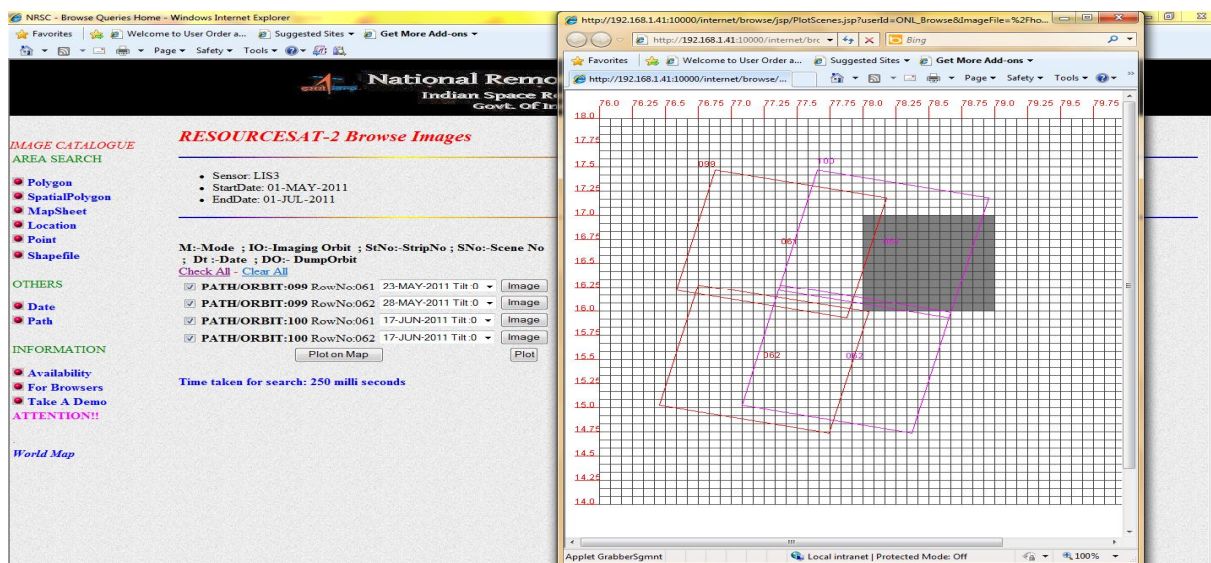 NRSC - Browse Queries Home - Windows Internet Explorer
Favorites Welcome to User Order a... Suggested Sites Get More Add-ons
Page Safety Tools
National Remo
Indian Space R
Govt. Of In
IMAGE CATALOGUE
AREA SEARCH
Polygon
SpatialPolygon
MapSheet
Location
Point
Shapefile
OTHERS
Date
Path
INFORMATION
Availability
For Browsers
Take A Demo
ATTENTION!!
World Map
RESOURCESAT-2 Browse Images
Sensor: LIS3
StartDate: 01-MAY-2011
EndDate: 01-JUL-2011
M:-Mode ; IO:-Imaging Orbit ; StNo:-StripNo ; SNo:-Scene No
; Dt :-Date ; DO:- DumpOrbit
Check All - Clear All
PATH/ORBIT:099 RowNo:061 23-MAY-2011 Tilt:0 Image
PATH/ORBIT:099 RowNo:062 28-MAY-2011 Tilt:0 Image
PATH/ORBIT:100 RowNo:061 17-JUN-2011 Tilt:0 Image
PATH/ORBIT:100 RowNo:062 17-JUN-2011 Tilt:0 Image
Plot on Map Plot
Time taken for search: 250 milli seconds
http://192.168.1.41:10000/internet/browse/jsp/PlotScenes.jsp?userId=ONL_Browse&ImageFile=%2Fho...
http://192.168.1.41:10000/internet/brc Bing
Favorites Welcome to User Order a... Suggested Sites Get More Add-ons
http://192.168.1.41:10000/internet/browse/... Page Safety Tools
76.0 76.25 76.5 76.75 77.0 77.25 77.5 77.75 78.0 78.25 78.5 78.75 79.0 79.25 79.5 79.75
18.0
17.75
17.5
17.25
17.0
16.75
16.5
16.25
16.0
15.75
15.5
15.25
15.0
14.75
14.5
14.25
14.0
099
100
061
062
062
Applet GrabberSgmnt Local intranet | Protected Mode: Off 100%